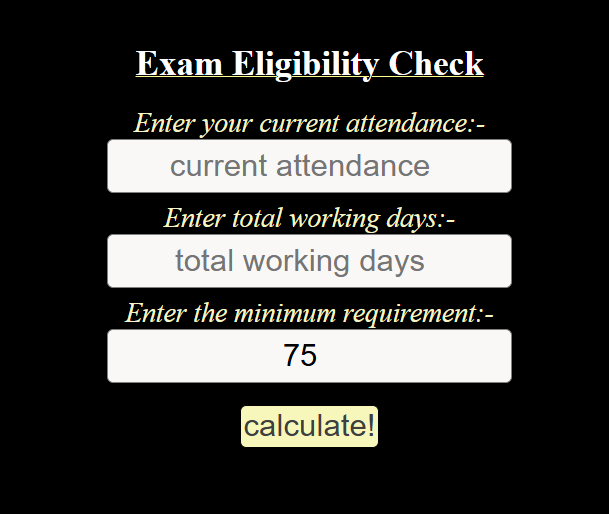 Exam Eligibility Check
Enter your current attendance:-
current attendance
Enter total working days:-
total working days
Enter the minimum requirement:-
75
calculate!